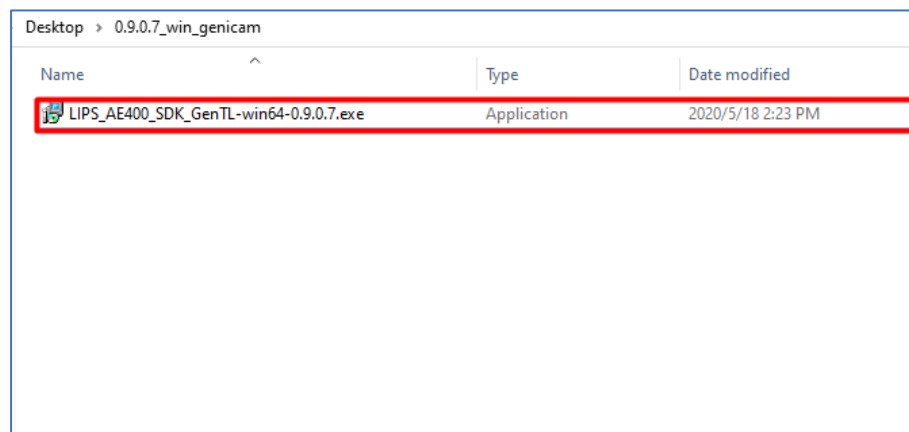 Desktop > 0.9.0.7_win_genicam
Name Type Date modified
LIPS_AE400_SDK_GenTL-win64-0.9.0.7.exe Application 2020/5/18 2:23 PM